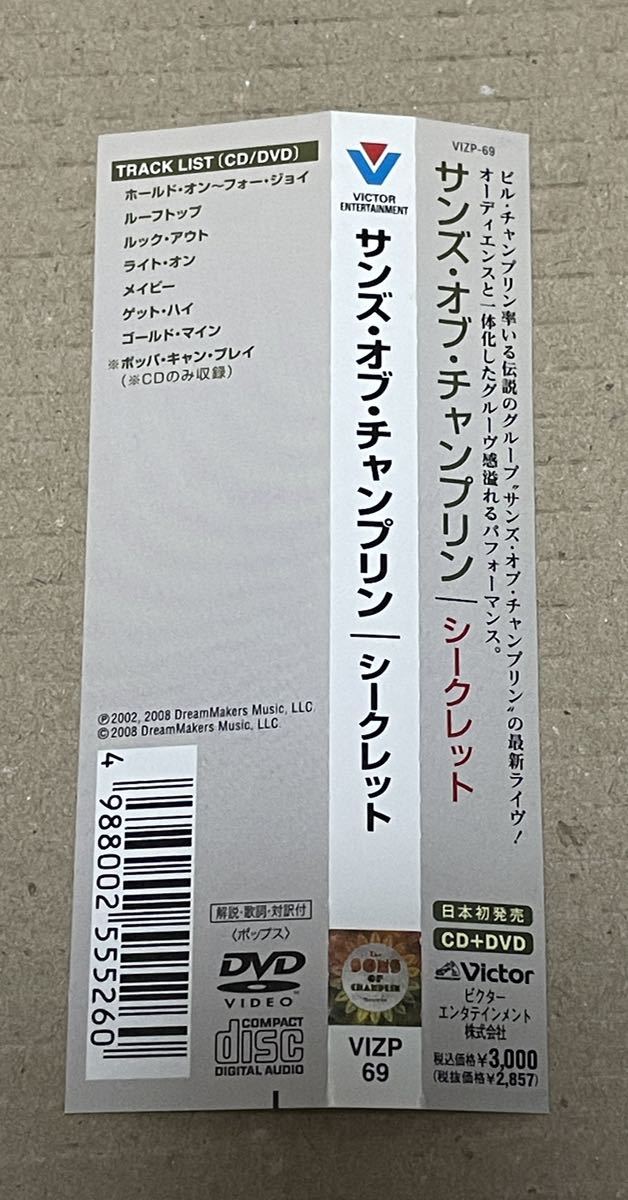 TRACK LIST (CD/DVD)
ホールド・オン〜フォー・ジョイ
ルーフトップ
ルック・アウト
ライト・オン
メイビー
ゲット・ハイ
ゴールド・マイン
※ポッパ・キャン・プレイ
(※CDのみ収録)
℗2002, 2008 DreamMakers Music, LLC.
©2008 DreamMakers Music, LLC.
4 988002 555260
解説・歌詞・対訳付
〈ポップス〉
DVD
VIDEO™
COMPACT
disc
DIGITAL AUDIO
VICTOR
ENTERTAINMENT
サンズ・オブ・チャンプリン│シークレット
The
SONS
OF
CHAMPLIN
Secret
VIZP
69
VIZP-69
ビル・チャンプリン率いる伝説のグループ“サンズ・オブ・チャンプリン”の最新ライヴ!
オーディエンスと一体化したグルーヴ感溢れるパフォーマンス。
サンズ・オブ・チャンプリン│シークレット
日本初発売
CD+DVD
Victor
ビクター
エンタテインメント
株式会社
税込価格¥3,000
(税抜価格¥2,857)